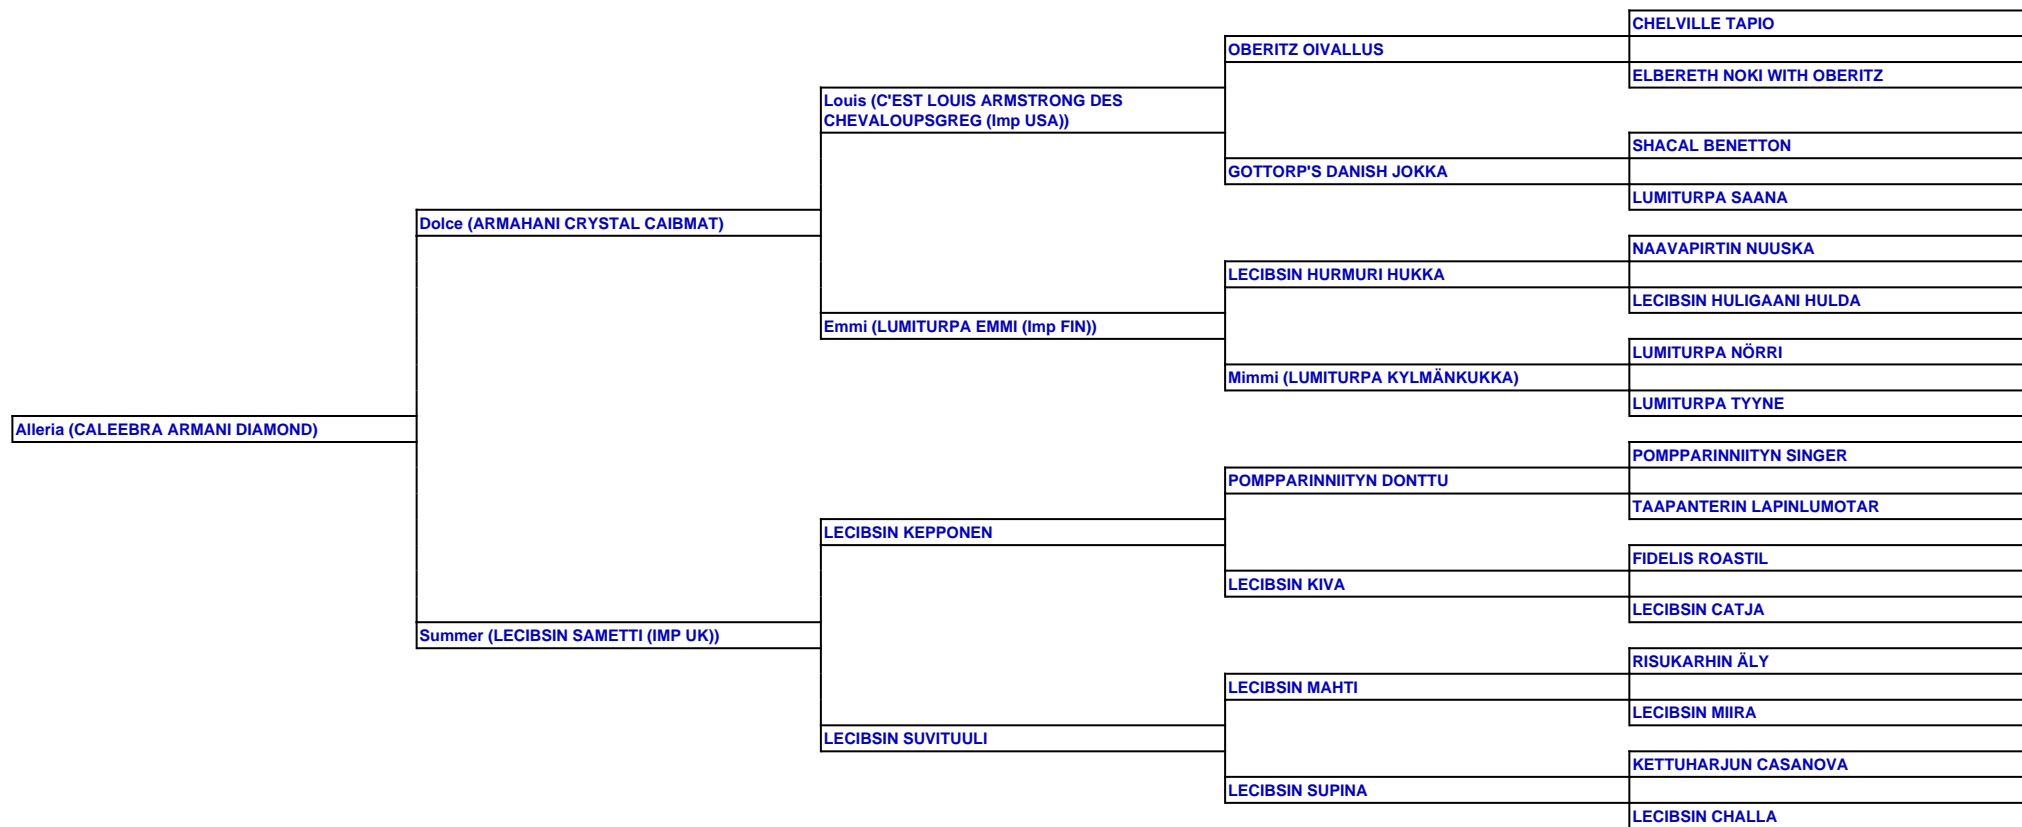 CHELVILLE TAPIO
OBERITZ OIVALLUS
ELBERETH NOKI WITH OBERITZ
Louis (C'EST LOUIS ARMSTRONG DES
CHEVALOUPSGREG (Imp USA))
SHACAL BENETTON
GOTTORP'S DANISH JOKKA
LUMITURPA SAANA
Dolce (ARMAHANI CRYSTAL CAIBMAT)
NAAVAPIRTIN NUUSKA
LECIBSIN HURMURI HUKKA
LECIBSIN HULIGAANI HULDA
Emmi (LUMITURPA EMMI (Imp FIN))
LUMITURPA NÖRRI
Mimmi (LUMITURPA KYLMÄNKUKKA)
LUMITURPA TYYNE
Alleria (CALEEBRA ARMANI DIAMOND)
POMPPARINNIITYN SINGER
POMPPARINNIITYN DONTTU
TAAPANTERIN LAPINLUMOTAR
LECIBSIN KEPPONEN
FIDELIS ROASTIL
LECIBSIN KIVA
LECIBSIN CATJA
Summer (LECIBSIN SAMETTI (IMP UK))
RISUKARHIN ÄLY
LECIBSIN MAHTI
LECIBSIN MIIRA
LECIBSIN SUVITUULI
KETTUHARJUN CASANOVA
LECIBSIN SUPINA
LECIBSIN CHALLA